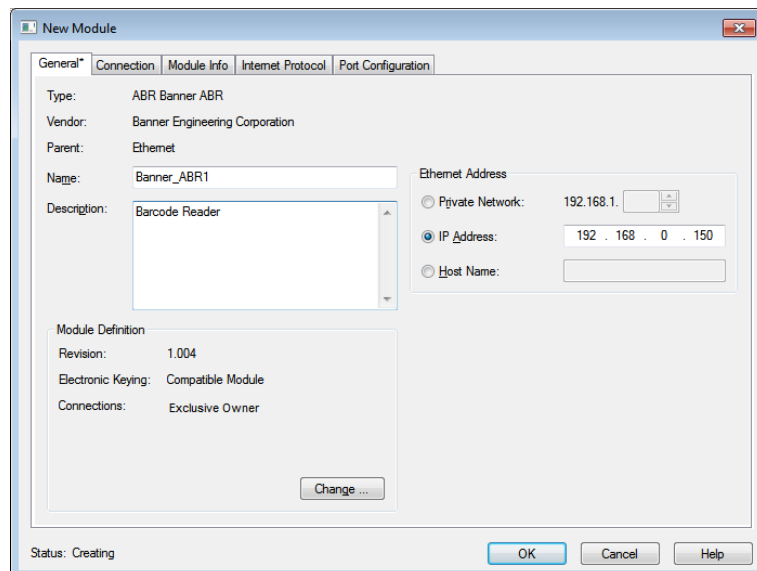 New Module
General* Connection Module Info Internet Protocol Port Configuration
Type: ABR Banner ABR
Vendor: Banner Engineering Corporation
Parent: Ethernet
Name: Banner_ABR1
Description: Barcode Reader
Ethernet Address
Private Network: 192.168.1.
IP Address: 192 . 168 . 0 . 150
Host Name:
Module Definition
Revision: 1.004
Electronic Keying: Compatible Module
Connections: Exclusive Owner
Change ...
Status: Creating
OK Cancel Help